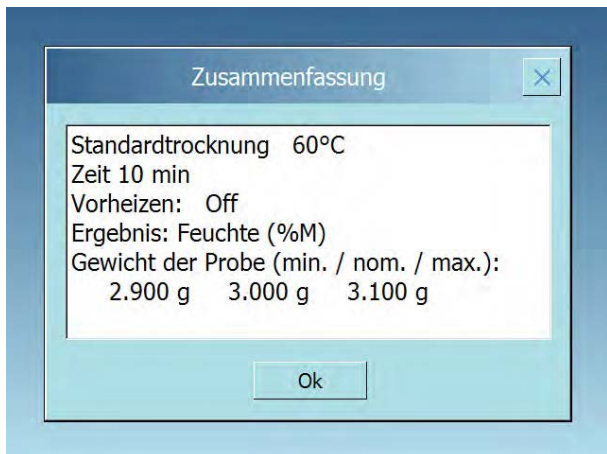 Zusammenfassung
Standardtrocknung 60°C
Zeit 10 min
Vorheizen: Off
Ergebnis: Feuchte (%M)
Gewicht der Probe (min. / nom. / max.):
2.900 g 3.000 g 3.100 g
Ok